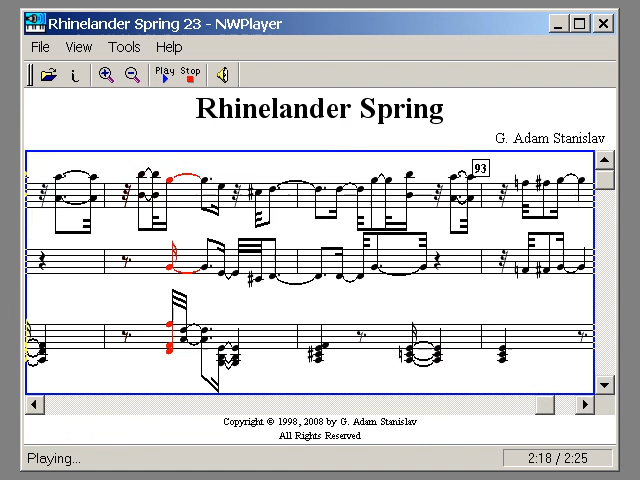 Rhinelander Spring 23 - NWPlayer
File View Tools Help
i Play Stop
Rhinelander Spring
G. Adam Stanislav
93
Copyright © 1998, 2008 by G. Adam Stanislav
All Rights Reserved
Playing... 2:18 / 2:25